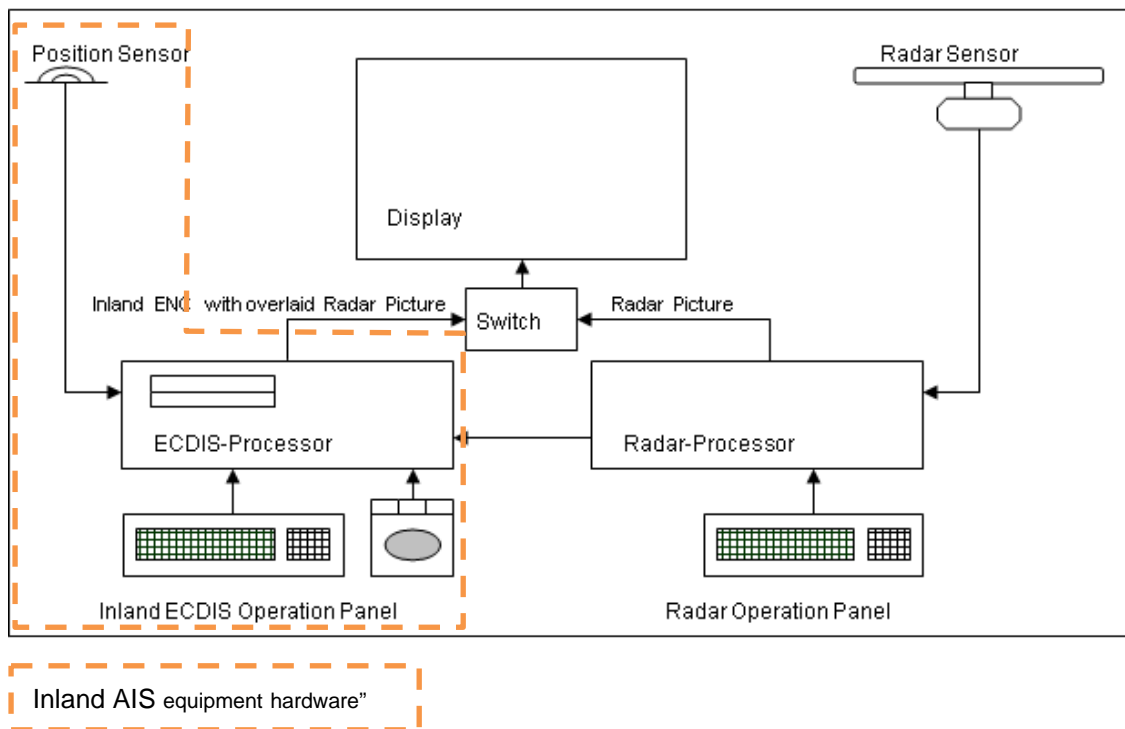 Position Sensor
Radar Sensor
Display
Inland ENC with overlaid Radar Picture
Switch
Radar Picture
ECDIS-Processor
Radar-Processor
Inland ECDIS Operation Panel
Radar Operation Panel
Inland AIS equipment hardware”